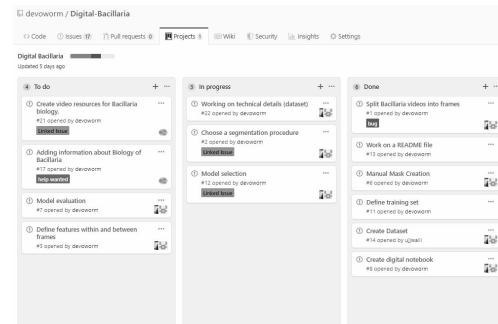 devoworm / Digital-Bacillaria
Code Issues 17 Pull requests 0 Projects 5 Wiki Security Insights Settings
Digital Bacillaria
Updated 5 days ago
4 To do
Create video resources for Bacillaria
biology.
#21 opened by devoworm
Linked Issue
Adding information about Biology of
Bacillaria
#17 opened by devoworm
help wanted
Model evaluation
#7 opened by devoworm
Define features within and between
frames
#5 opened by devoworm
3 In progress
Working on technical details (dataset)
#22 opened by devoworm
Choose a segmentation procedure
#2 opened by devoworm
Linked Issue
Model selection
#12 opened by devoworm
Linked Issue
6 Done
Split Bacillaria videos into frames
#1 opened by devoworm
bug
Work on a README file
#13 opened by devoworm
Manual Mask Creation
#6 opened by devoworm
Define training set
#11 opened by devoworm
Create Dataset
#14 opened by
Create digital notebook
#8 opened by devoworm